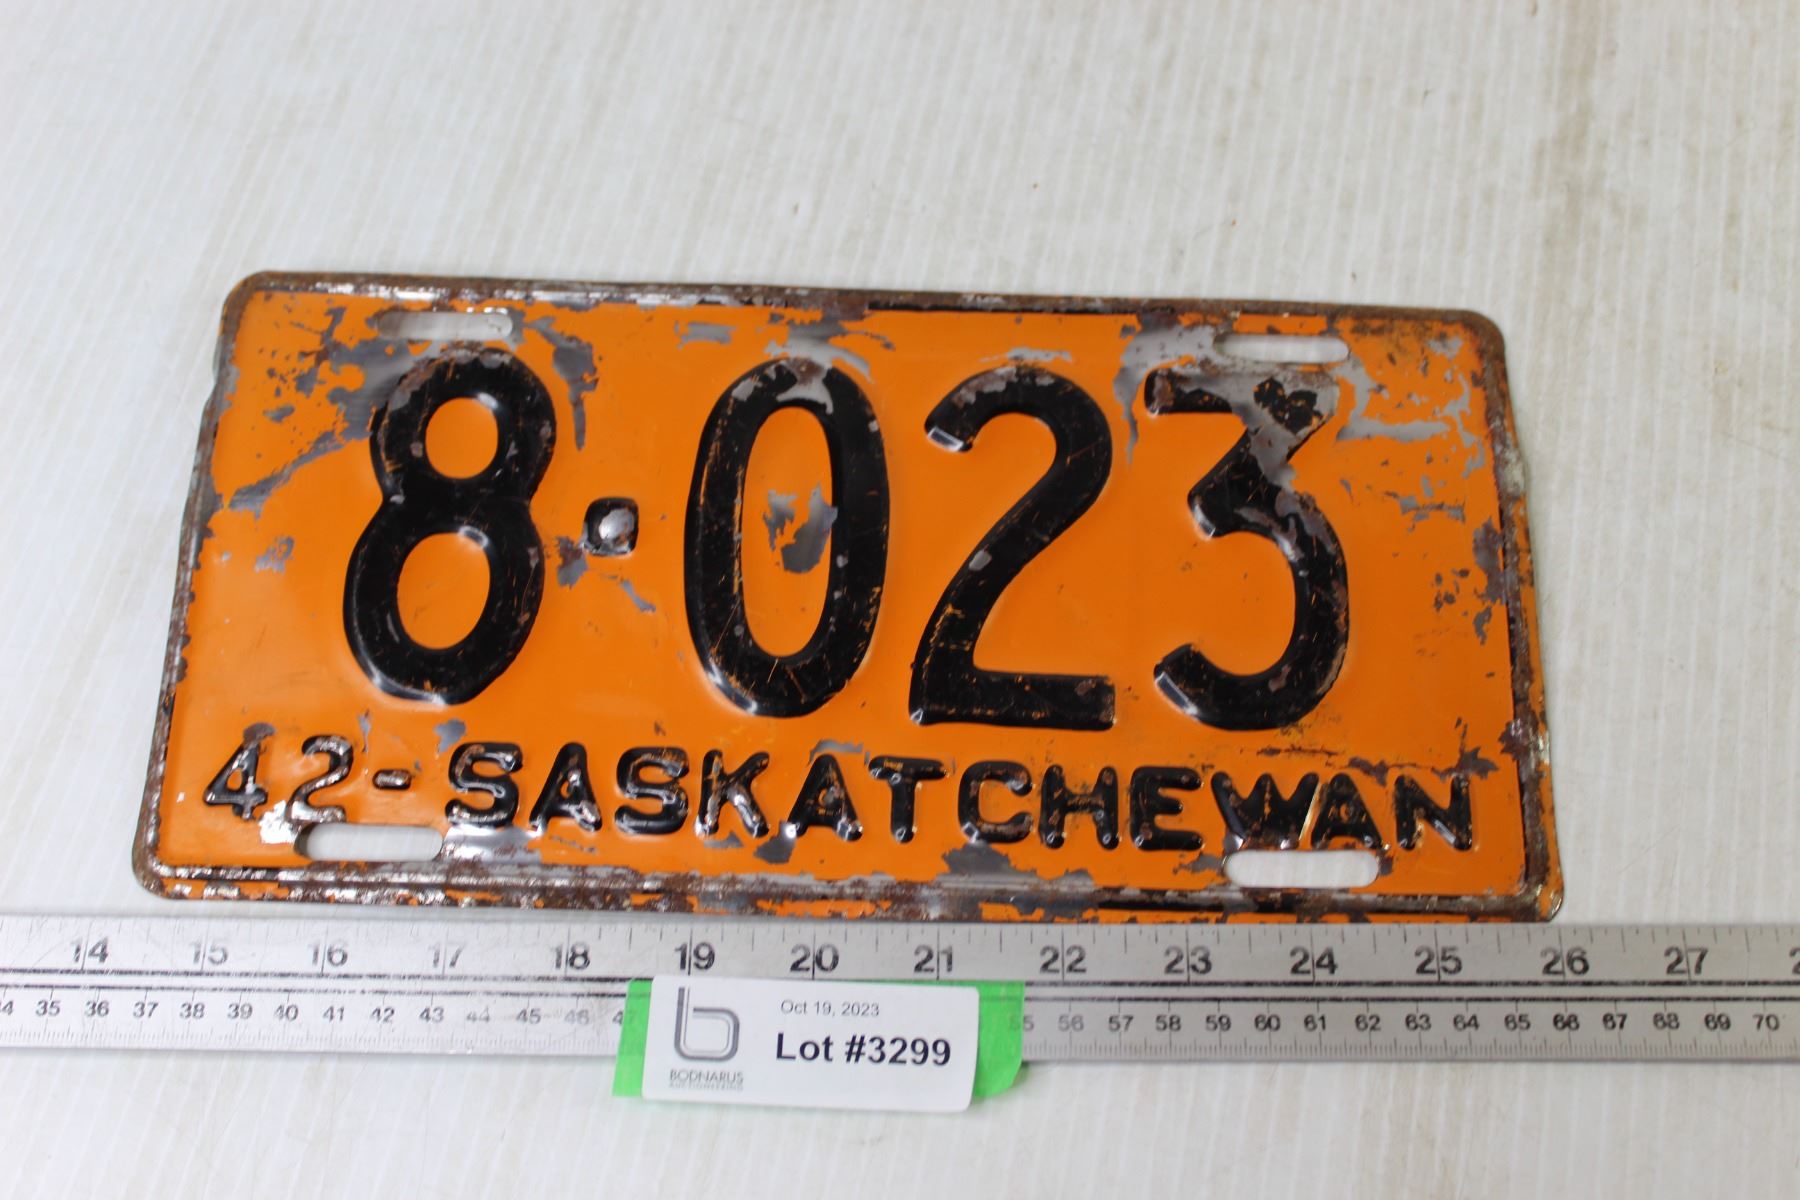 8·023
42-SASKATCHEWAN
14 15 16 17 18 19 20 21 22 23 24 25 26 27
35 36 37 38 39 40 41 42 43 44 45 46 55 56 57 58 59 60 61 62 63 64 65 66 67 68 69 70
Oct 19, 2023
Lot #3299
BODNARUS
AUCTIONEERING